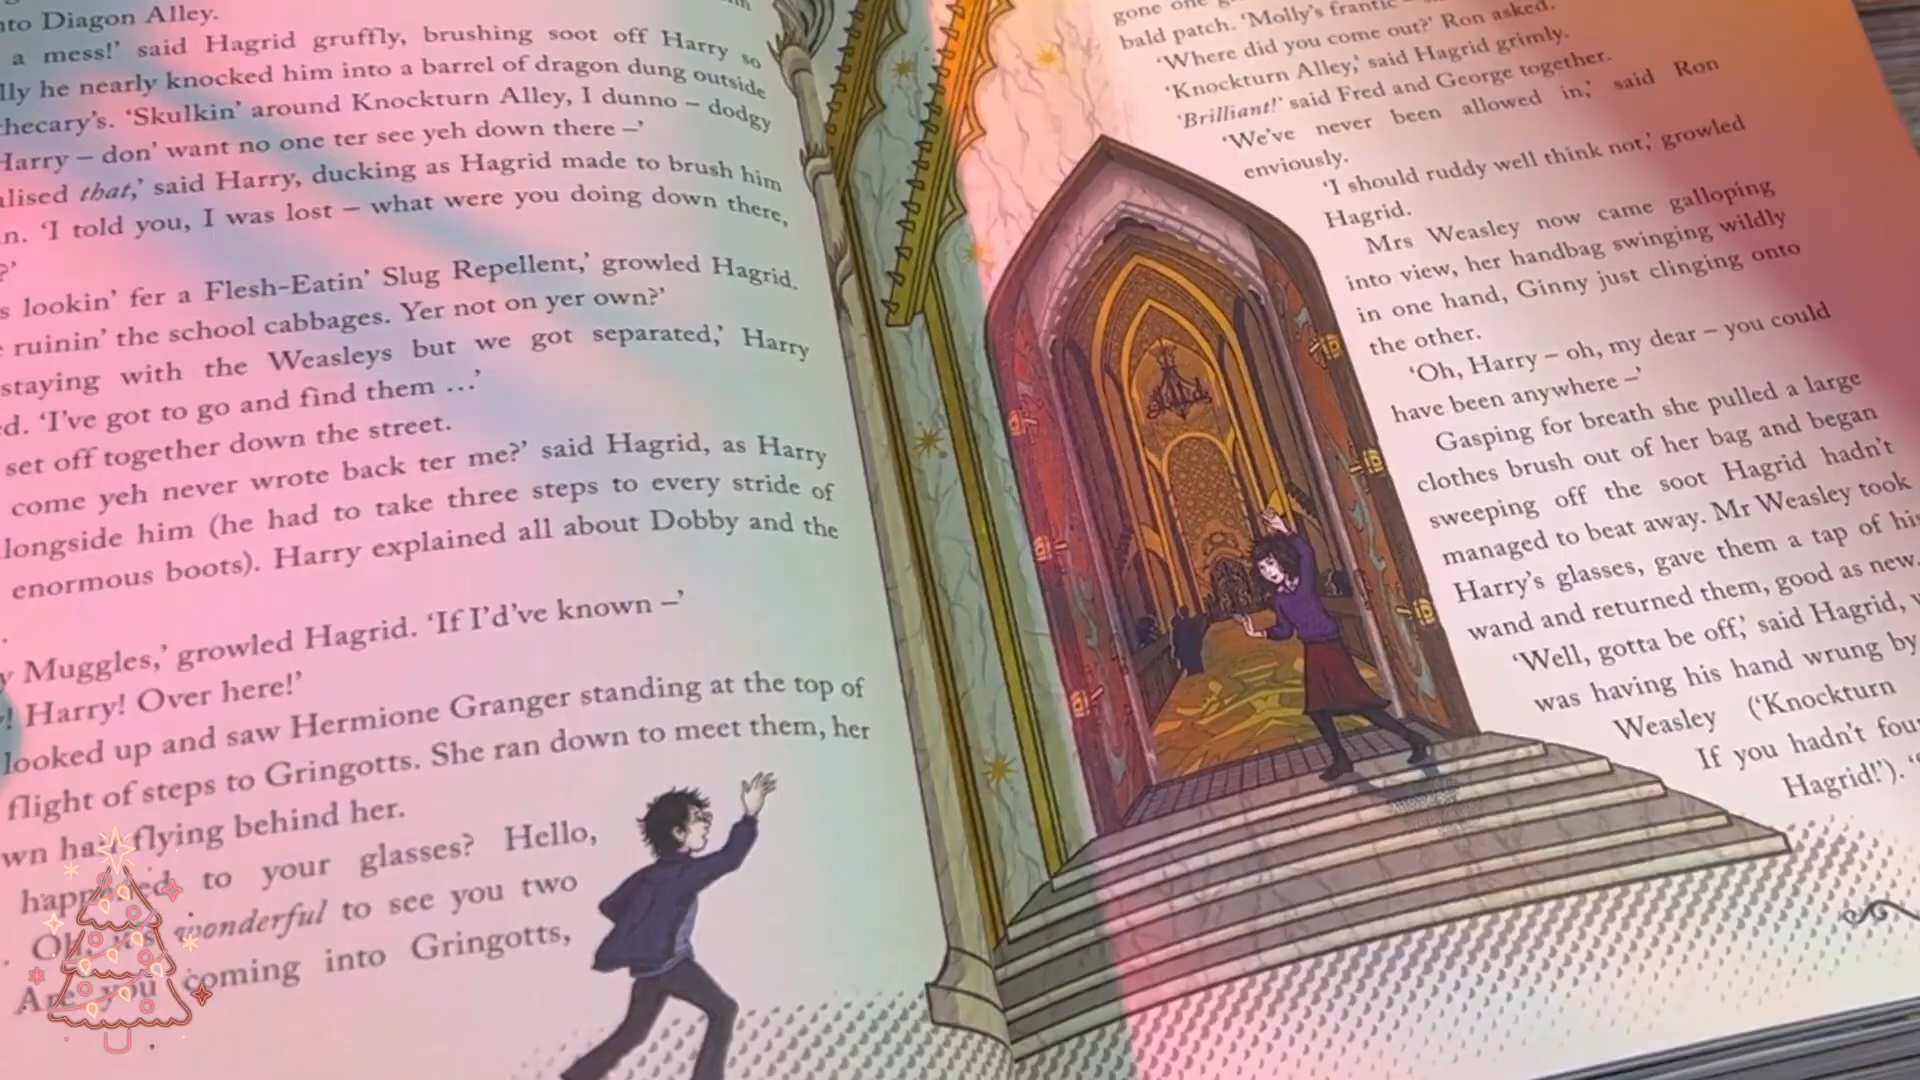 nto Diagon Alley.
a mess!’ said Hagrid gruffly, brushing soot off Harry so
lly he nearly knocked him into a barrel of dragon dung outside
hecary’s. ‘Skulkin’ around Knockturn Alley, I dunno – dodgy
Harry – don’ want no one ter see yeh down there –’
alised that,’ said Harry, ducking as Hagrid made to brush him
n. ‘I told you, I was lost – what were you doing down there,
?’
s lookin’ fer a Flesh-Eatin’ Slug Repellent,’ growled Hagrid.
ruinin’ the school cabbages. Yer not on yer own?’
staying with the Weasleys but we got separated,’ Harry
ed. ‘I’ve got to go and find them …’
set off together down the street.
come yeh never wrote back ter me?’ said Hagrid, as Harry
longside him (he had to take three steps to every stride of
enormous boots). Harry explained all about Dobby and the
.
y Muggles,’ growled Hagrid. ‘If I’d’ve known –’
! Harry! Over here!’
looked up and saw Hermione Granger standing at the top of
flight of steps to Gringotts. She ran down to meet them, her
wn hair flying behind her.
happened to your glasses? Hello,
. Oh, it’s wonderful to see you two
Are you coming into Gringotts,
gone one
bald patch. ‘Molly’s frantic –
‘Where did you come out?’ Ron asked.
‘Knockturn Alley,’ said Hagrid grimly.
‘Brilliant!’ said Fred and George together.
‘We’ve never been allowed in,’ said Ron
enviously.
‘I should ruddy well think not,’ growled
Hagrid.
Mrs Weasley now came galloping
into view, her handbag swinging wildly
in one hand, Ginny just clinging onto
the other.
‘Oh, Harry – oh, my dear – you could
have been anywhere –’
Gasping for breath she pulled a large
clothes brush out of her bag and began
sweeping off the soot Hagrid hadn’t
managed to beat away. Mr Weasley took
Harry’s glasses, gave them a tap of his
wand and returned them, good as new.
‘Well, gotta be off,’ said Hagrid, w
was having his hand wrung by
Weasley (‘Knockturn
If you hadn’t fou
Hagrid!’). ‘S